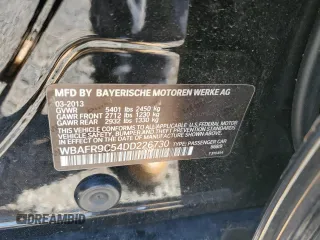 MFD BY BAYERISCHE MOTOREN WERKE AG
03-2013
GVWR 5401 lbs 2450 kg
GAWR FRONT 2712 lbs 1230 kg
GAWR REAR 2932 lbs 1330 kg
THIS VEHICLE CONFORMS TO ALL APPLICABLE U.S. FEDERAL
MOTOR VEHICLE SAFETY, BUMPER AND THEFT PREVENTION STANDARDS
IN EFFECT ON THE DATE OF MANUFACTURE SHOWN ABOVE.
WBAFR9C54DD226730 TYPE: PASSENGER CAR